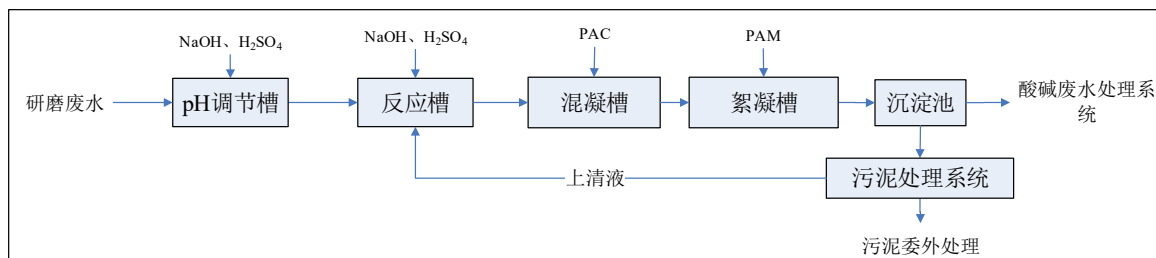 NaOH、H₂SO₄
NaOH、H₂SO₄
PAC
PAM
研磨废水
pH调节槽
反应槽
混凝槽
絮凝槽
沉淀池
酸碱废水处理系
统
上清液
污泥处理系统
污泥委外处理